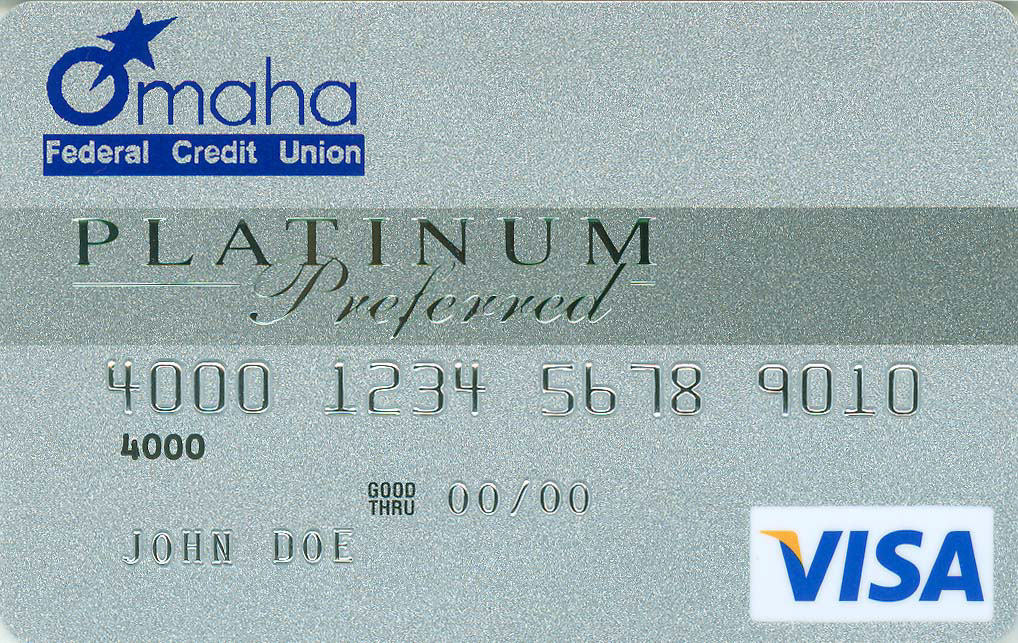 Omaha
Federal Credit Union
PLATINUM
Preferred
4000 1234 5678 9010
4000
GOOD THRU 00/00
JOHN DOE
VISA